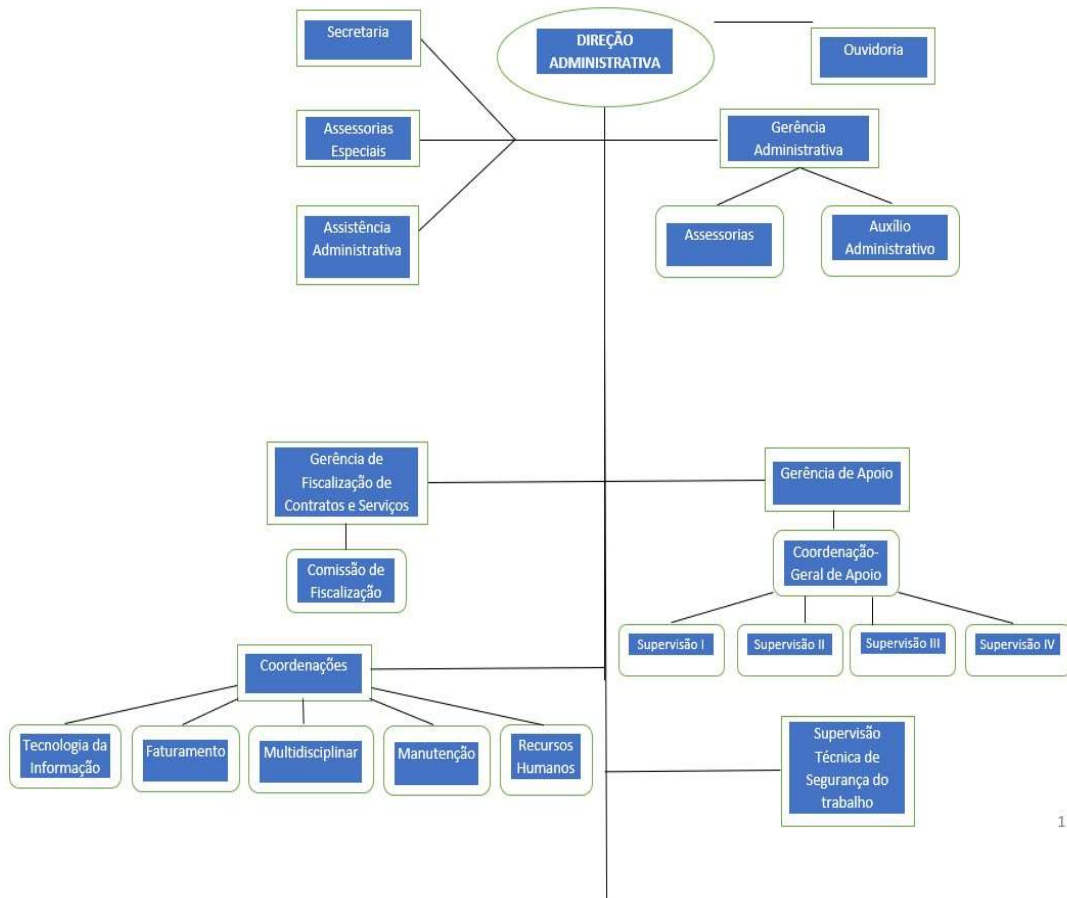 Secretaria
DIREÇÃO
ADMINISTRATIVA
Ouvidoria
Assessorias
Especiais
Gerência
Administrativa
Assistência
Administrativa
Assessorias
Auxílio
Administrativo
Gerência de
Fiscalização de
Contratos e Serviços
Gerência de Apoio
Comissão de
Fiscalização
Coordenação-
Geral de Apoio
Supervisão I
Supervisão II
Supervisão III
Supervisão IV
Coordenações
Tecnologia da
Informação
Faturamento
Multidisciplinar
Manutenção
Recursos
Humanos
Supervisão
Técnica de
Segurança do
trabalho
1